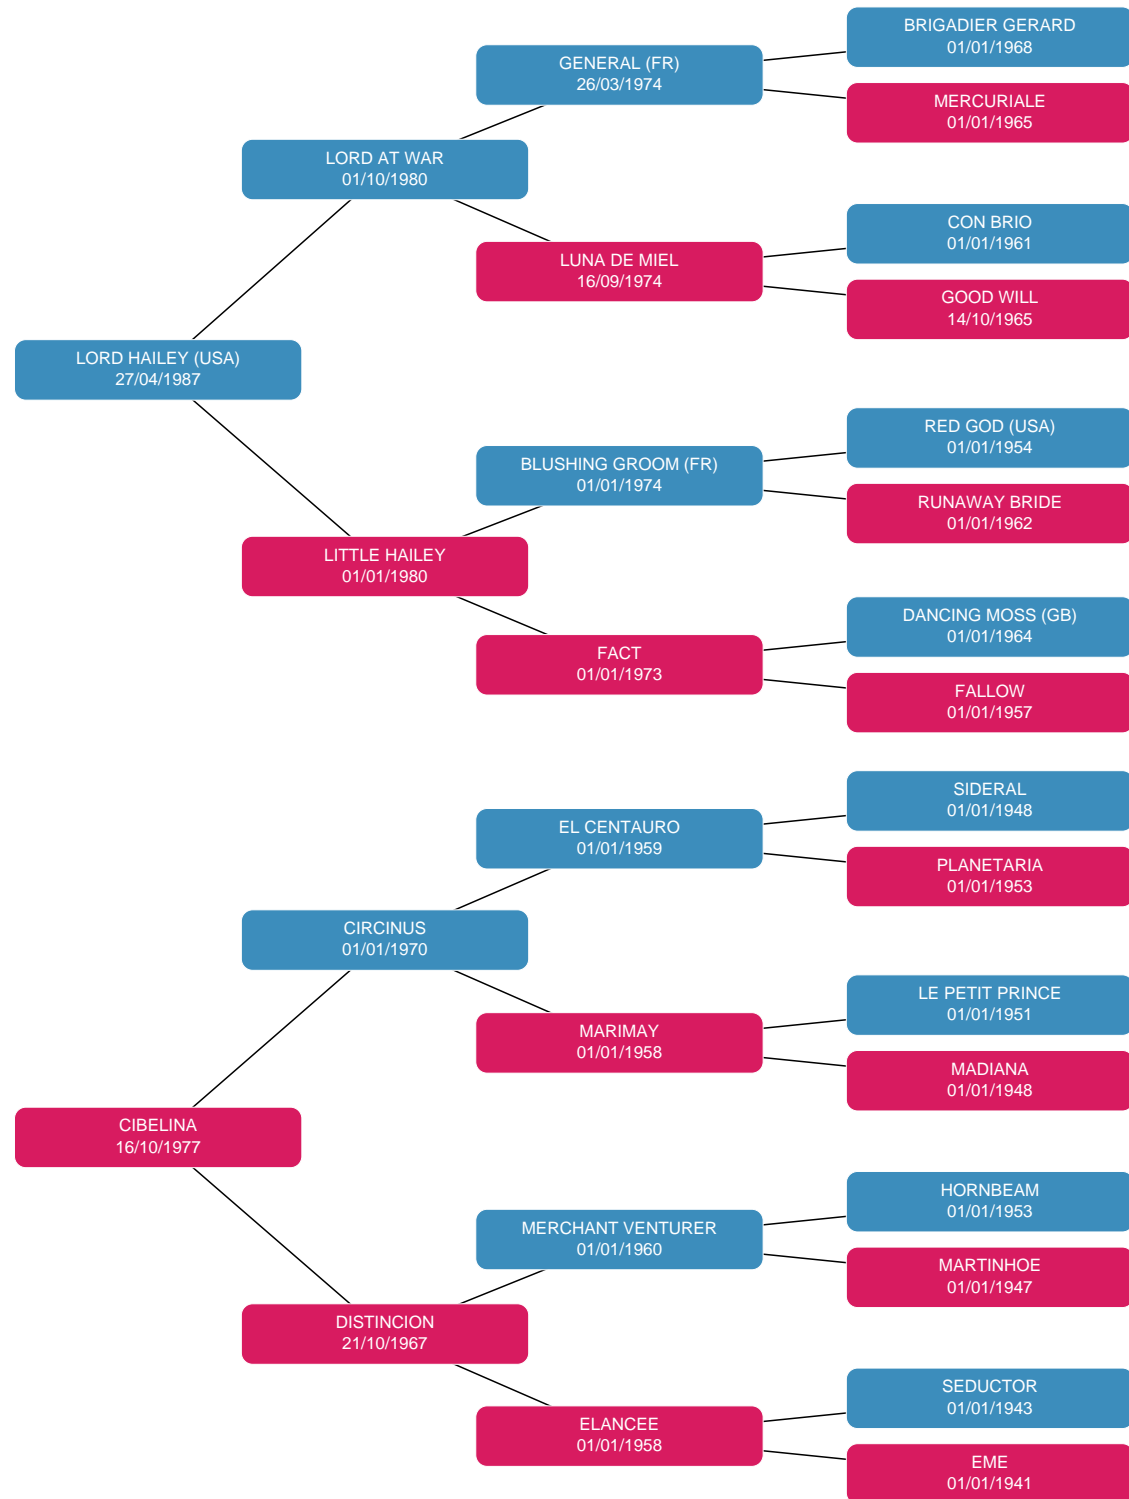 BRIGADIER GERARD
01/01/1968
GENERAL (FR)
26/03/1974
MERCURIALE
01/01/1965
LORD AT WAR
01/10/1980
CON BRIO
01/01/1961
LUNA DE MIEL
16/09/1974
GOOD WILL
14/10/1965
LORD HAILEY (USA)
27/04/1987
RED GOD (USA)
01/01/1954
BLUSHING GROOM (FR)
01/01/1974
RUNAWAY BRIDE
01/01/1962
LITTLE HAILEY
01/01/1980
DANCING MOSS (GB)
01/01/1964
FACT
01/01/1973
FALLOW
01/01/1957
SIDERAL
01/01/1948
EL CENTAURO
01/01/1959
PLANETARIA
01/01/1953
CIRCINUS
01/01/1970
LE PETIT PRINCE
01/01/1951
MARIMAY
01/01/1958
MADIANA
01/01/1948
CIBELINA
16/10/1977
HORNBEAM
01/01/1953
MERCHANT VENTURER
01/01/1960
MARTINHOE
01/01/1947
DISTINCION
21/10/1967
SEDUCTOR
01/01/1943
ELANCEE
01/01/1958
EME
01/01/1941